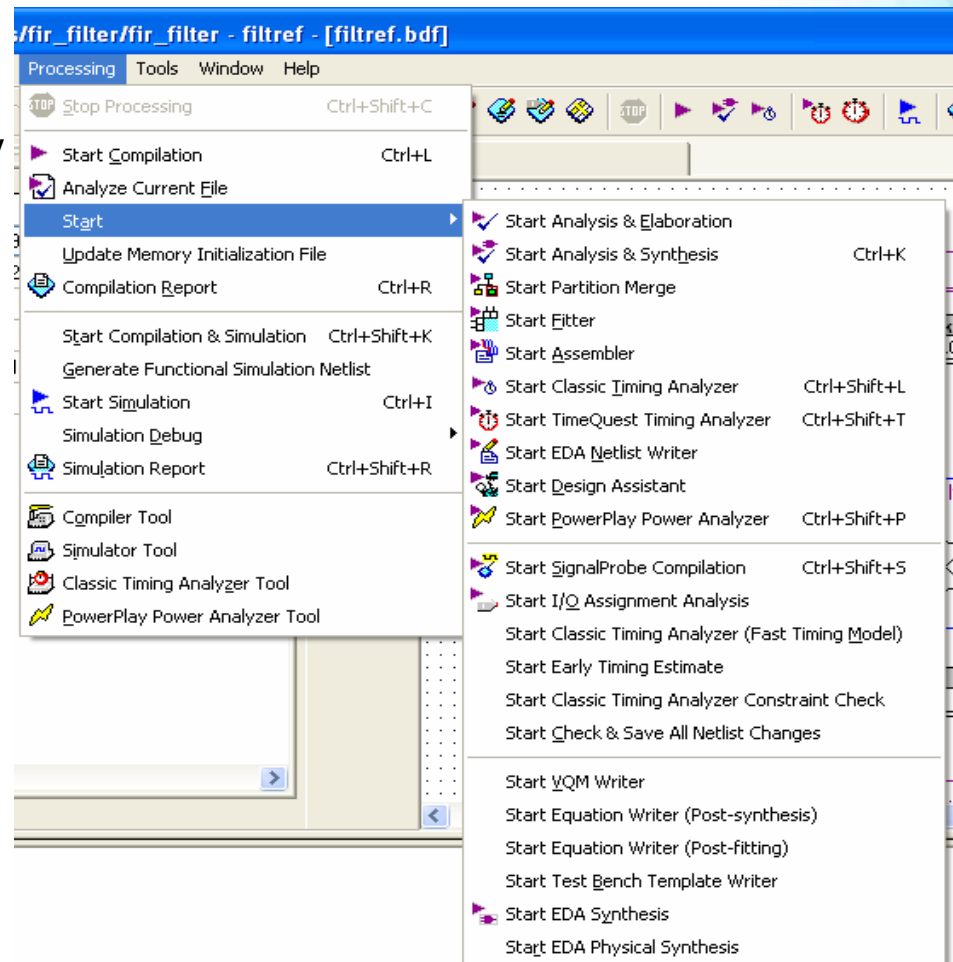 s/fir_filter/fir_filter - filtref - [filtref.bdf]
Processing Tools Window Help
STOP Stop Processing Ctrl+Shift+C
STOP
Start Compilation Ctrl+L
Analyze Current File
Start
Update Memory Initialization File
Compilation Report Ctrl+R
Start Compilation & Simulation Ctrl+Shift+K
Generate Functional Simulation Netlist
Start Simulation Ctrl+I
Simulation Debug
Simulation Report Ctrl+Shift+R
Compiler Tool
Simulator Tool
Classic Timing Analyzer Tool
PowerPlay Power Analyzer Tool
Start Analysis & Elaboration
Start Analysis & Synthesis Ctrl+K
Start Partition Merge
Start Fitter
Start Assembler
Start Classic Timing Analyzer Ctrl+Shift+L
Start TimeQuest Timing Analyzer Ctrl+Shift+T
Start EDA Netlist Writer
Start Design Assistant
Start PowerPlay Power Analyzer Ctrl+Shift+P
Start SignalProbe Compilation Ctrl+Shift+S
Start I/O Assignment Analysis
Start Classic Timing Analyzer (Fast Timing Model)
Start Early Timing Estimate
Start Classic Timing Analyzer Constraint Check
Start Check & Save All Netlist Changes
Start VQM Writer
Start Equation Writer (Post-synthesis)
Start Equation Writer (Post-fitting)
Start Test Bench Template Writer
Start EDA Synthesis
Start EDA Physical Synthesis